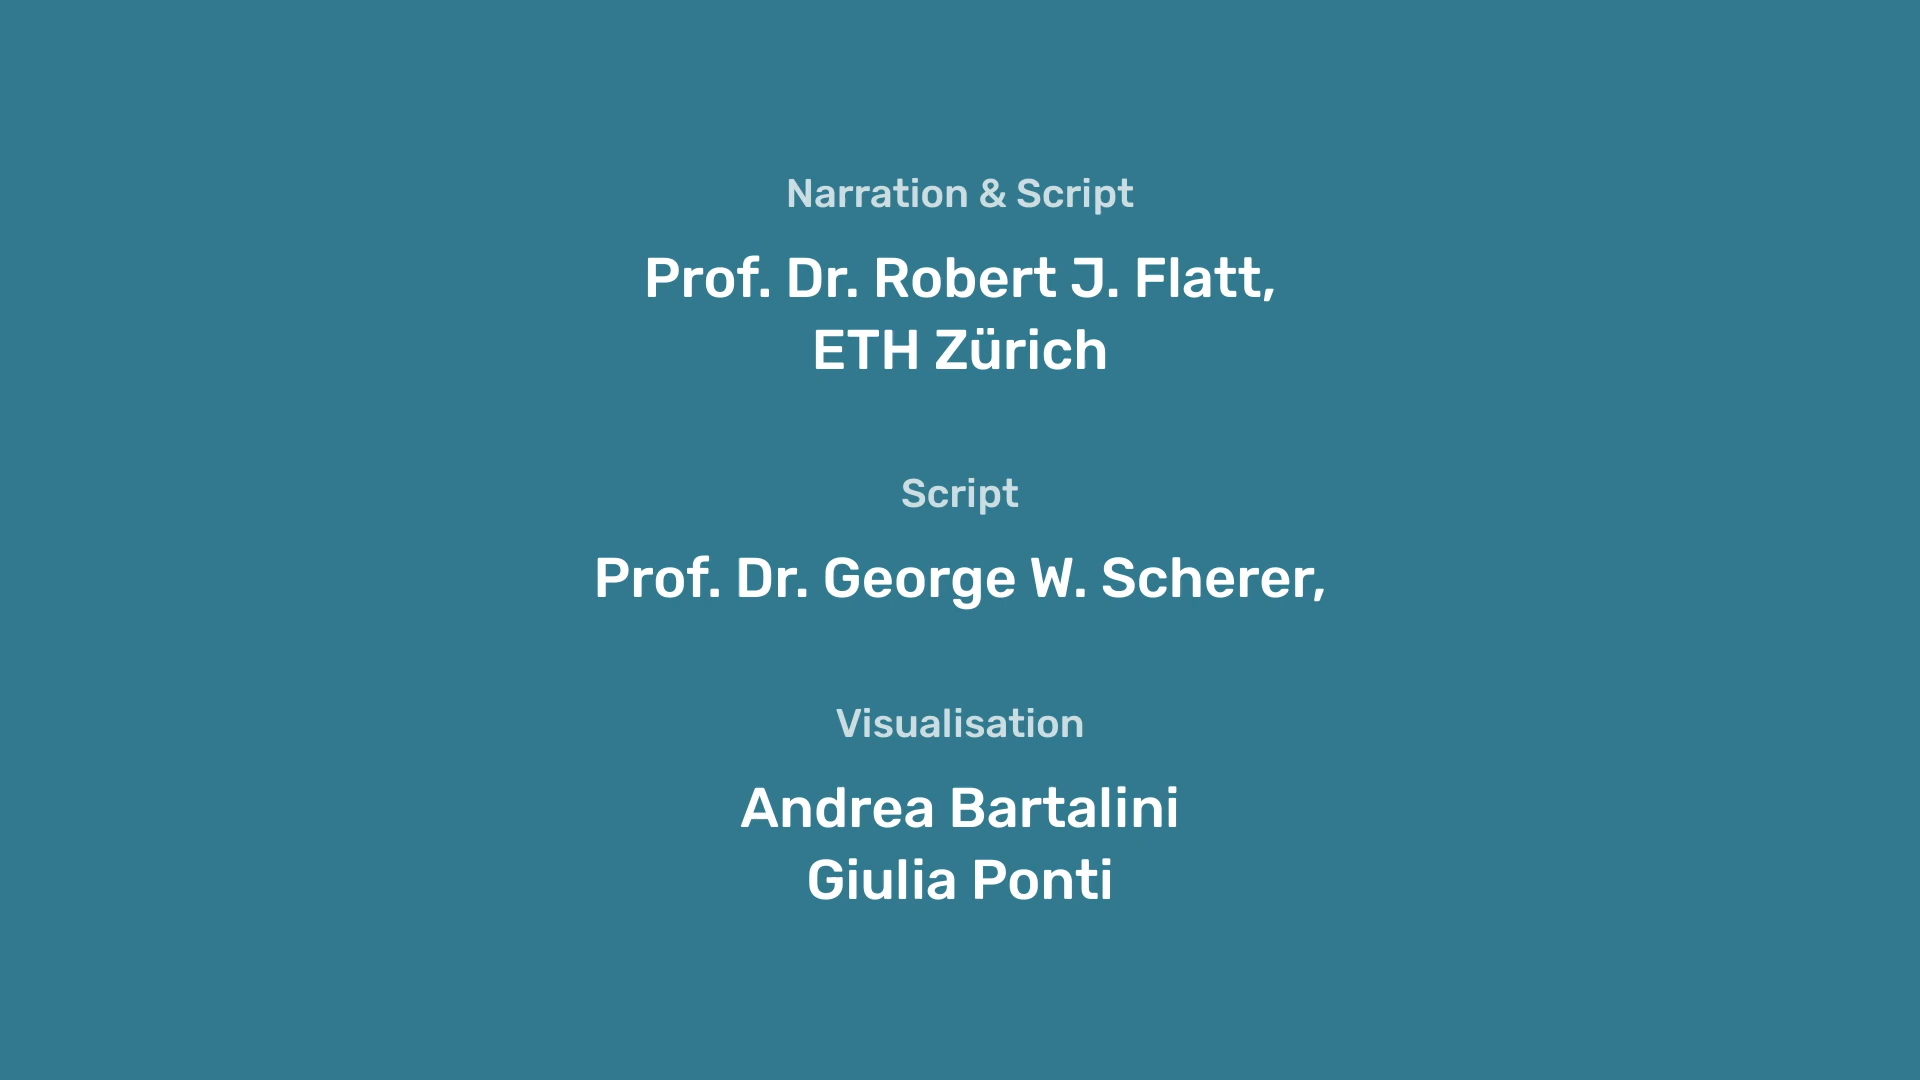 Narration & Script
Prof. Dr. Robert J. Flatt,
ETH Zürich
Script
Prof. Dr. George W. Scherer,
Visualisation
Andrea Bartalini
Giulia Ponti